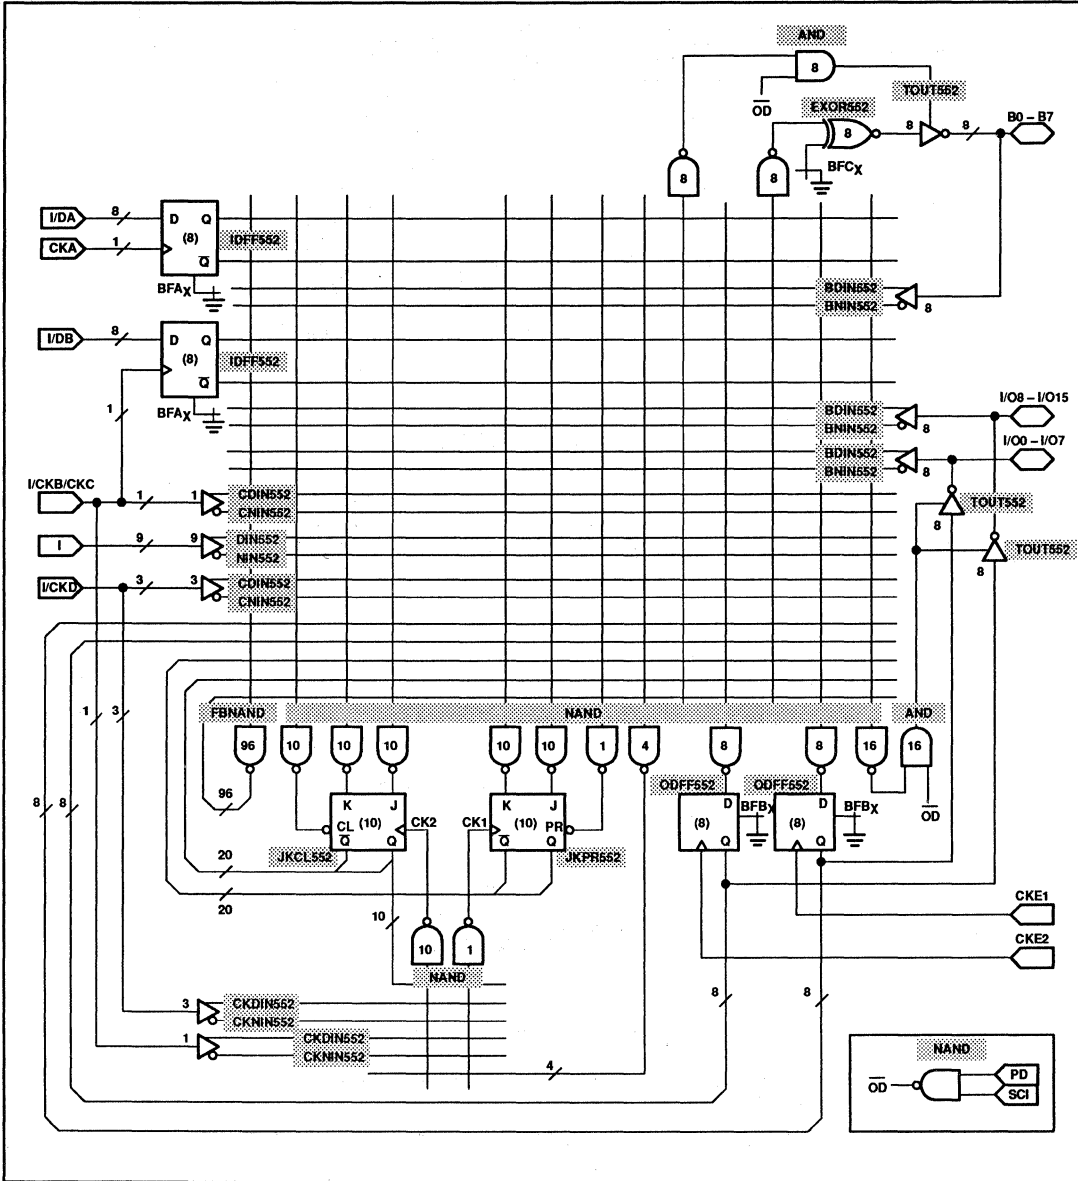 AND
8
TOUT552
O̅D̅
EXOR552
B0 – B7
8
8
8
BFCX
8
8
I/DA
8
D Q
(8)
IDFF552
CKA
1
Q̅
BFAX
BDIN552
BNIN552
8
I/DB
8
D Q
(8)
IDFF552
Q̅
1
BFAX
BDIN552
BNIN552
8
I/O8 – I/O15
BDIN552
BNIN552
8
I/O0 – I/O7
I/CKB/CKC
1
1
CDIN552
CNIN552
TOUT552
8
I
9
9
DIN552
NIN552
TOUT552
8
I/CKD
3
3
CDIN552
CNIN552
1
3
FBNAND
NAND
AND
96
10
10
10
10
10
1
4
8
8
16
16
ODFF552
ODFF552
96
8
8
K J
CL (10)
Q̅ Q
CK2
CK1
K J
(10) PR
Q̅ Q
D
(8)
Q
BFBX
D
(8)
Q
BFBX
O̅D̅
JKCL552
JKPR552
20
20
10
10
1
NAND
CKE1
CKE2
8
8
3
CKDIN552
CKNIN552
1
CKDIN552
CKNIN552
4
NAND
O̅D̅
PD
SCI